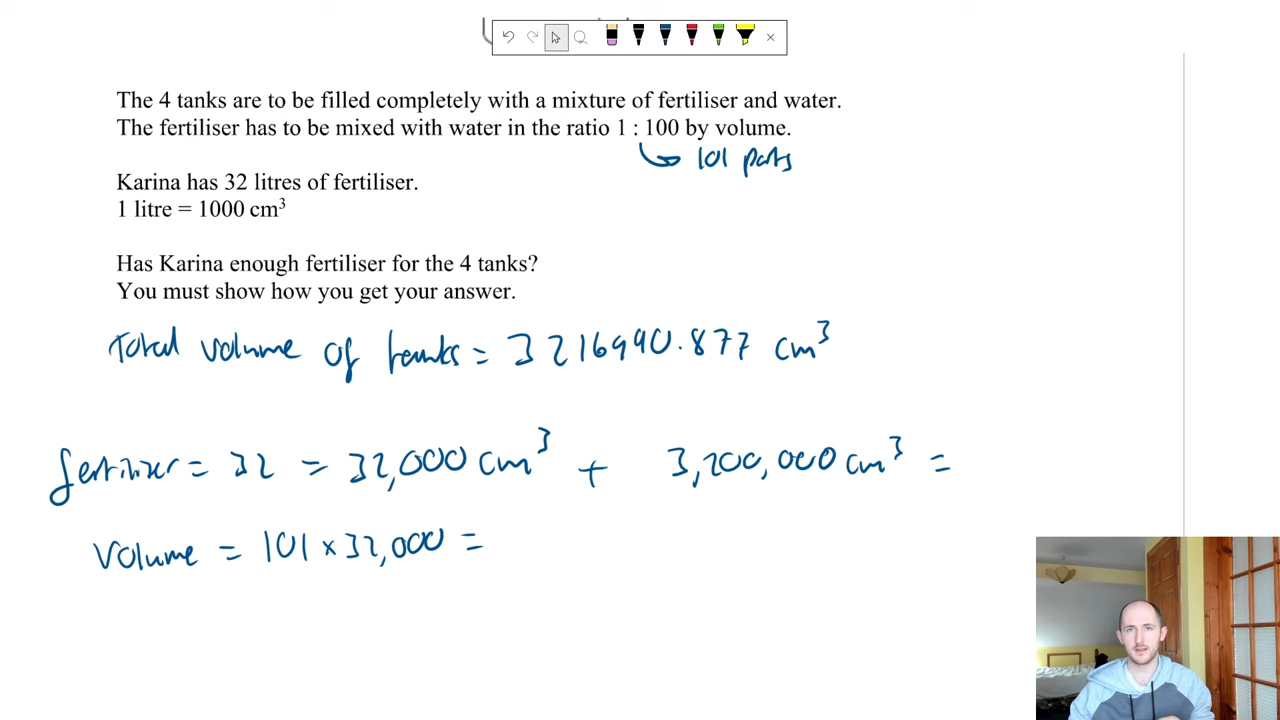 The 4 tanks are to be filled completely with a mixture of fertiliser and water.
The fertiliser has to be mixed with water in the ratio 1 : 100 by volume.
101 parts
Karina has 32 litres of fertiliser.
1 litre = 1000 cm³
Has Karina enough fertiliser for the 4 tanks?
You must show how you get your answer.
Total volume of tanks = 3216990.877 cm³
fertiliser = 32 = 32,000 cm³ + 3,200,000 cm³ =
Volume = 101 × 32,000 =